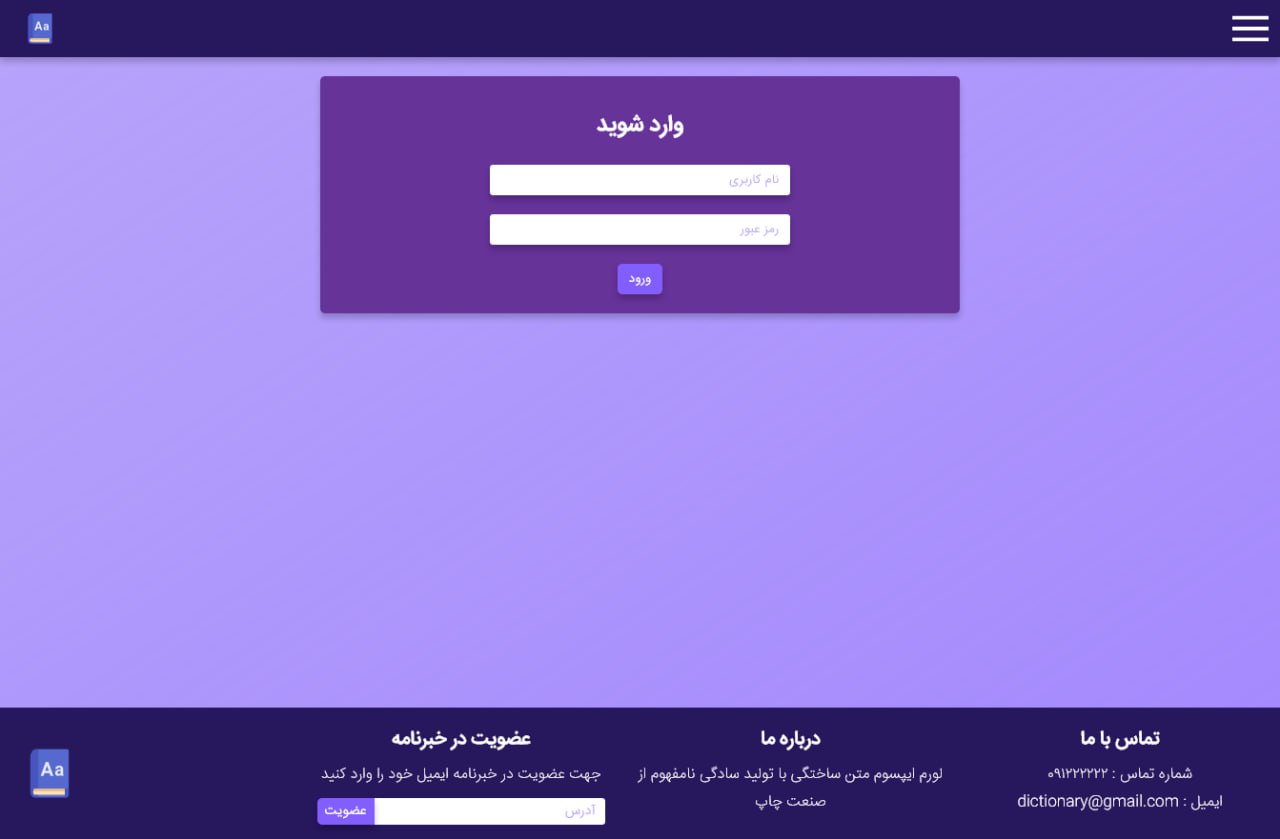 Aa
وارد شوید
نام کاربری
رمز عبور
ورود
تماس با ما
شماره تماس : ۰۹۱۲۲۲۲۲۲
ایمیل : dictionary@gmail.com
درباره ما
لورم ایپسوم متن ساختگی با تولید سادگی نامفهوم از
صنعت چاپ
عضویت در خبرنامه
جهت عضویت در خبرنامه ایمیل خود را وارد کنید
آدرس
عضویت
Aa